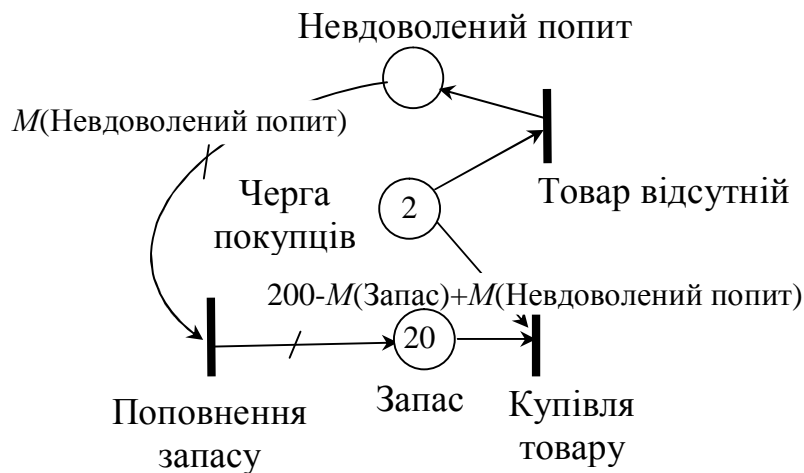 Невдоволений попит
M(Невдоволений попит)
Товар відсутній
Черга
покупців
2
200-M(Запас)+M(Невдоволений попит)
20
Поповнення
запасу
Запас
Купівля
товару